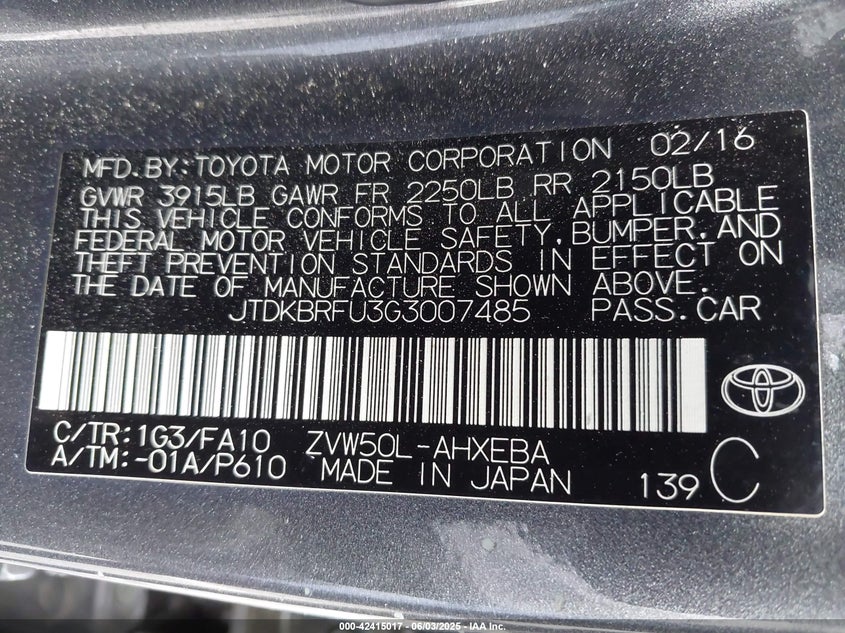 MFD.BY:TOYOTA MOTOR CORPORATION 02/16
GVWR 3915LB GAWR FR 2250LB RR 2150LB
THIS VEHICLE CONFORMS TO ALL APPLICABLE
FEDERAL MOTOR VEHICLE SAFETY,BUMPER,AND
THEFT PREVENTION STANDARDS IN EFFECT ON
THE DATE OF MANUFACTURE SHOWN ABOVE.
JTDKBRFU3G3007485 PASS.CAR
C/TR:1G3/FA10 ZVW50L-AHXEBA
A/TM:-01A/P610 MADE IN JAPAN 139 C
000-42415017 - 06/03/2025 - IAA Inc.